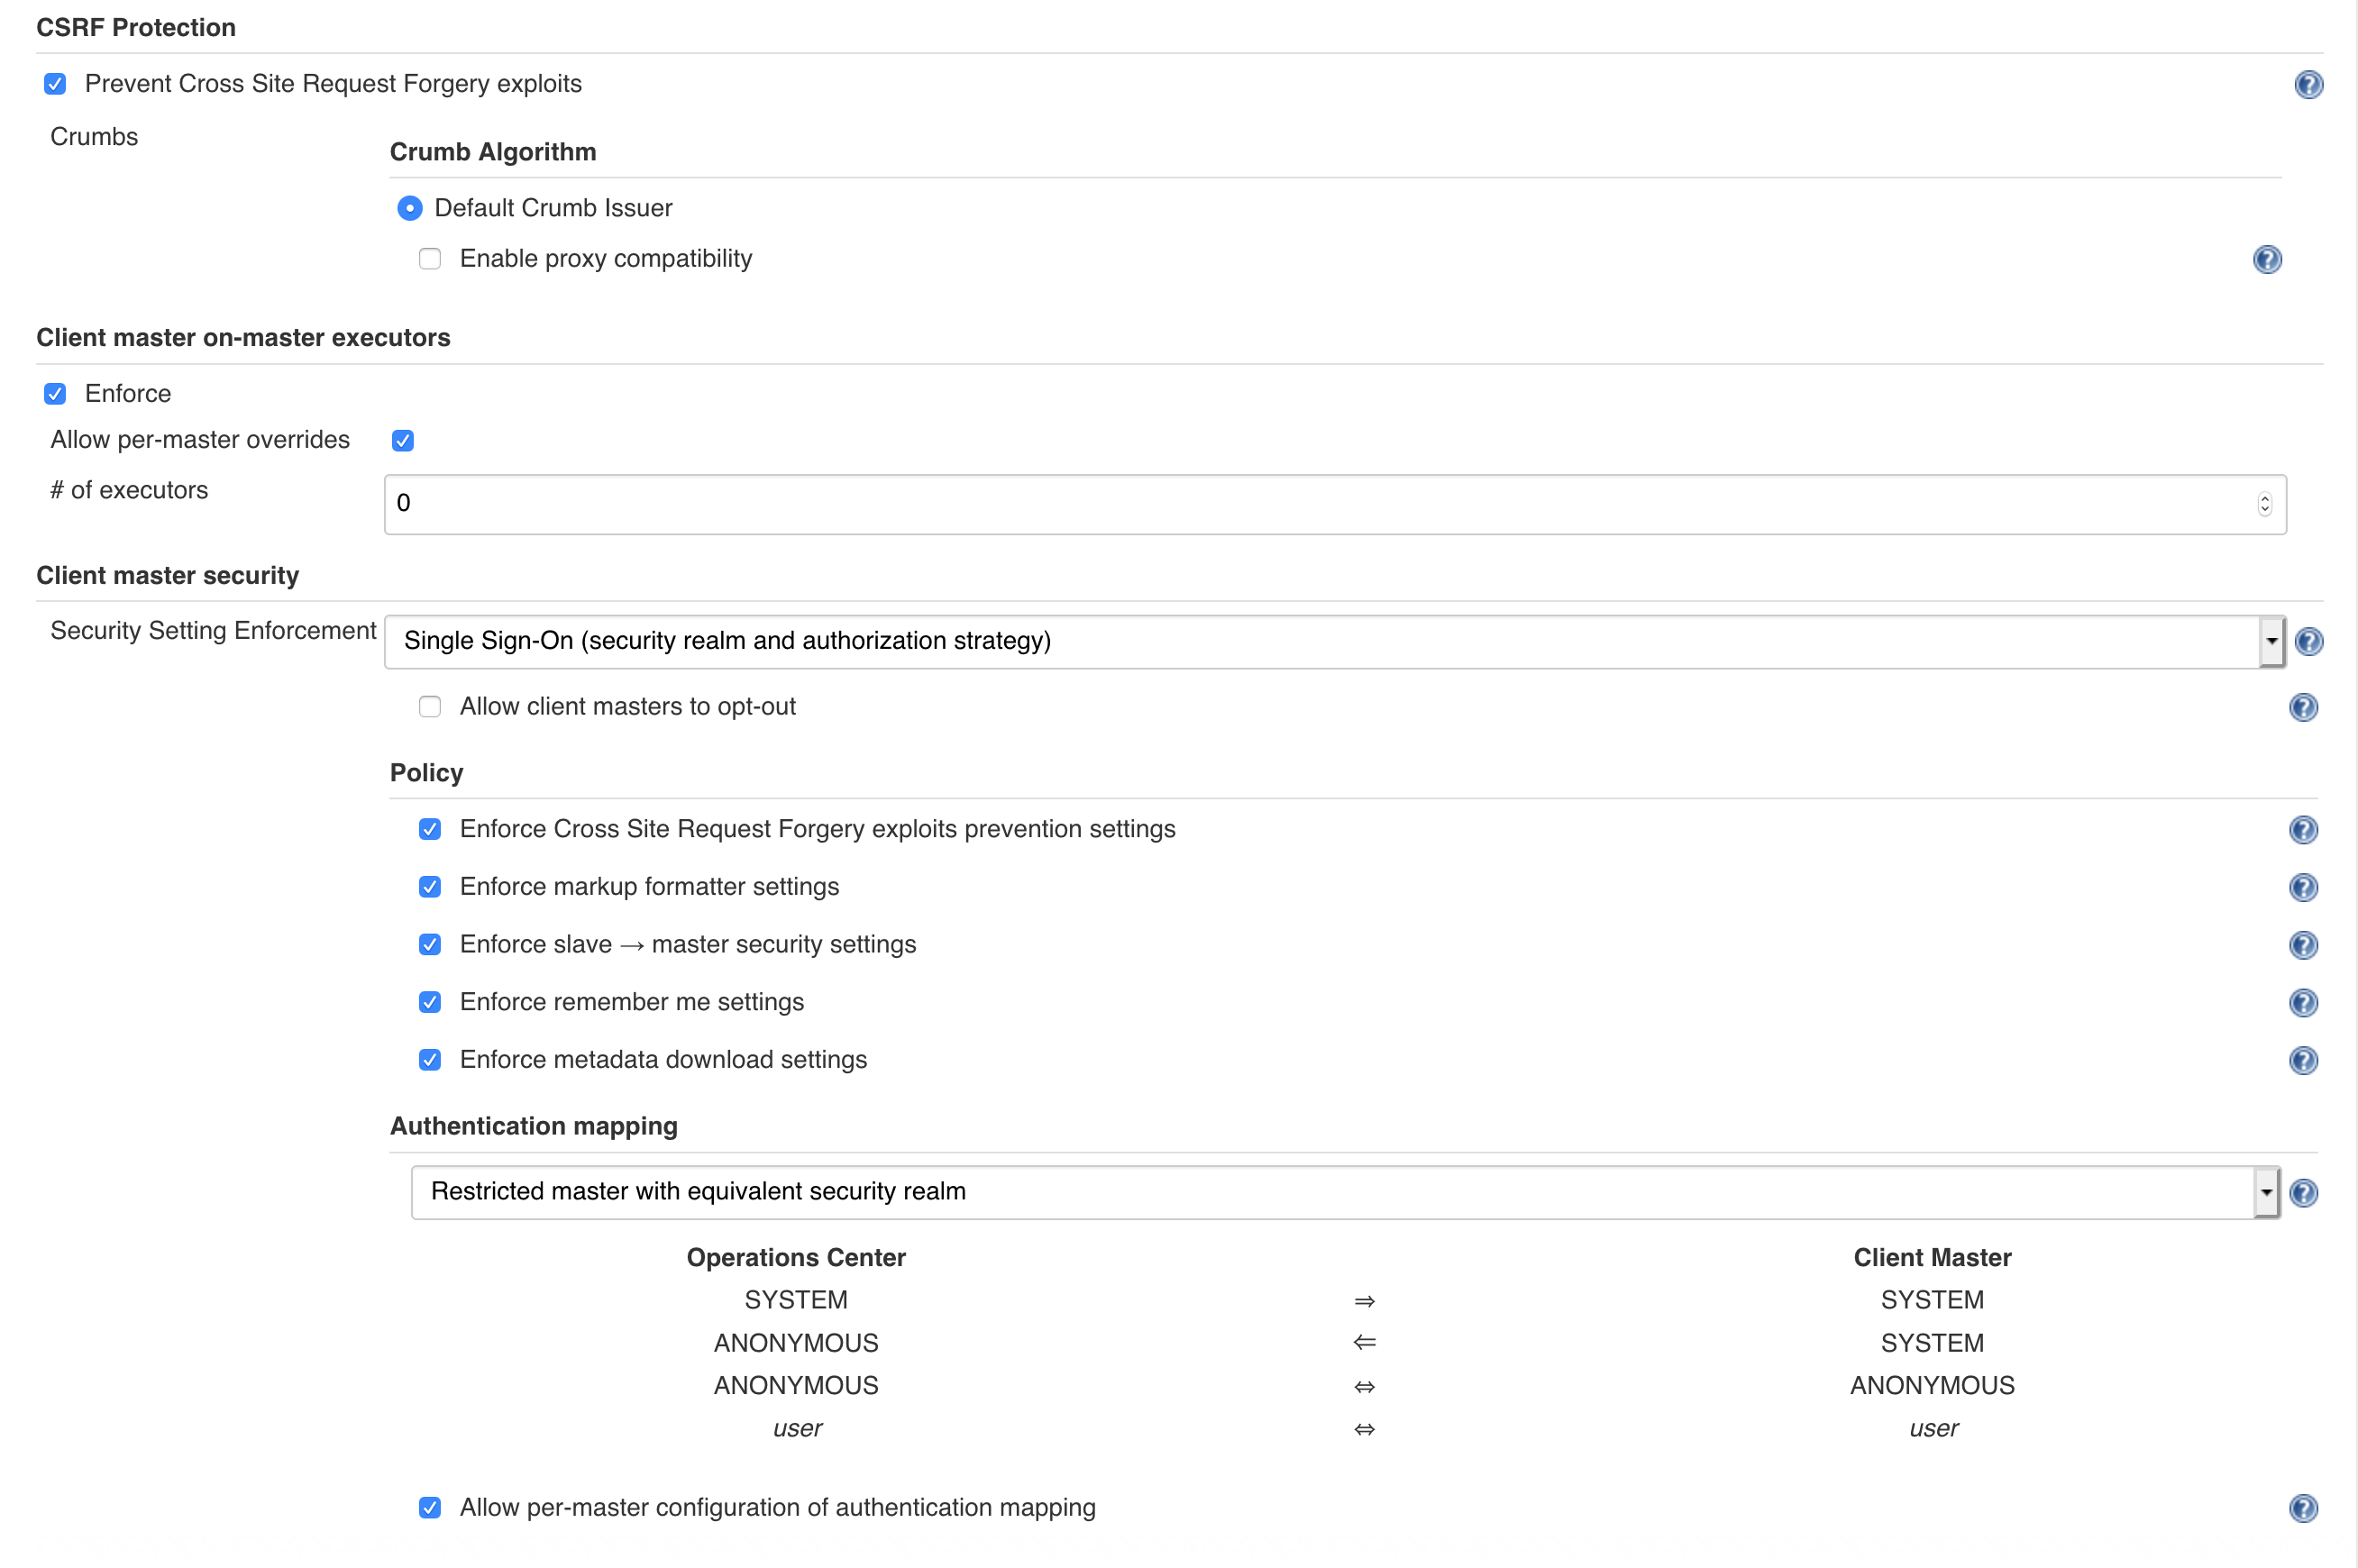 CSRF Protection
Prevent Cross Site Request Forgery exploits
Crumbs
Crumb Algorithm
Default Crumb Issuer
Enable proxy compatibility
Client master on-master executors
Enforce
Allow per-master overrides
# of executors
0
Client master security
Security Setting Enforcement
Single Sign-On (security realm and authorization strategy)
Allow client masters to opt-out
Policy
Enforce Cross Site Request Forgery exploits prevention settings
Enforce markup formatter settings
Enforce slave → master security settings
Enforce remember me settings
Enforce metadata download settings
Authentication mapping
Restricted master with equivalent security realm
Operations Center Client Master
SYSTEM ⇒ SYSTEM
ANONYMOUS ⇐ SYSTEM
ANONYMOUS ⇔ ANONYMOUS
user ⇔ user
Allow per-master configuration of authentication mapping